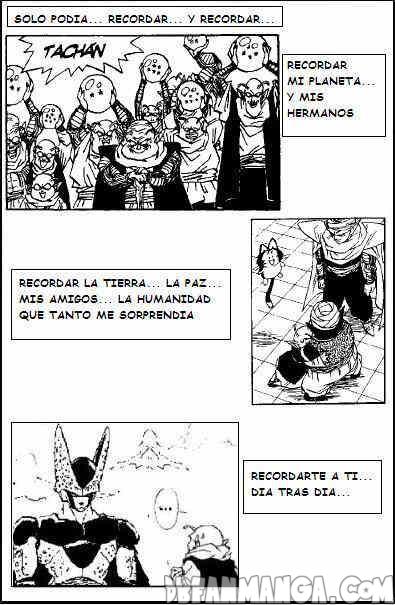 SOLO PODIA... RECORDAR... Y RECORDAR...
TACHÁN
RECORDAR
MI PLANETA...
Y MIS
HERMANOS
RECORDAR LA TIERRA... LA PAZ...
MIS AMIGOS... LA HUMANIDAD
QUE TANTO ME SORPRENDIA
RECORDARTE A TI...
DIA TRAS DIA...
...
DBFANMANGA.COM